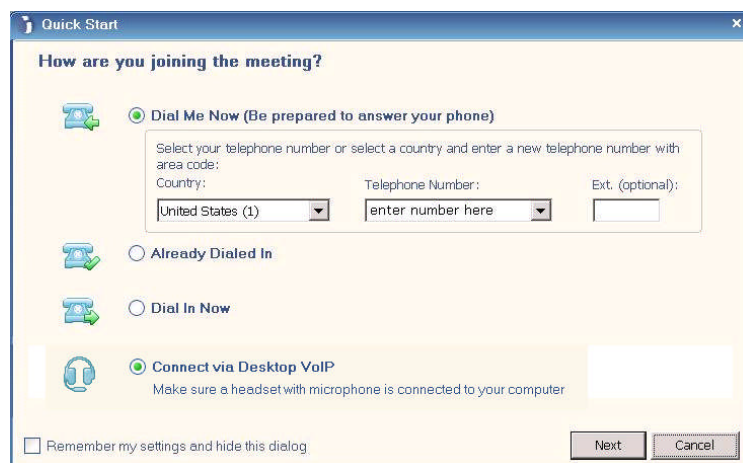 Quick Start
How are you joining the meeting?
Dial Me Now (Be prepared to answer your phone)
Select your telephone number or select a country and enter a new telephone number with
area code:
Country: Telephone Number: Ext. (optional):
United States (1) enter number here
Already Dialed In
Dial In Now
Connect via Desktop VoIP
Make sure a headset with microphone is connected to your computer
Remember my settings and hide this dialog Next Cancel